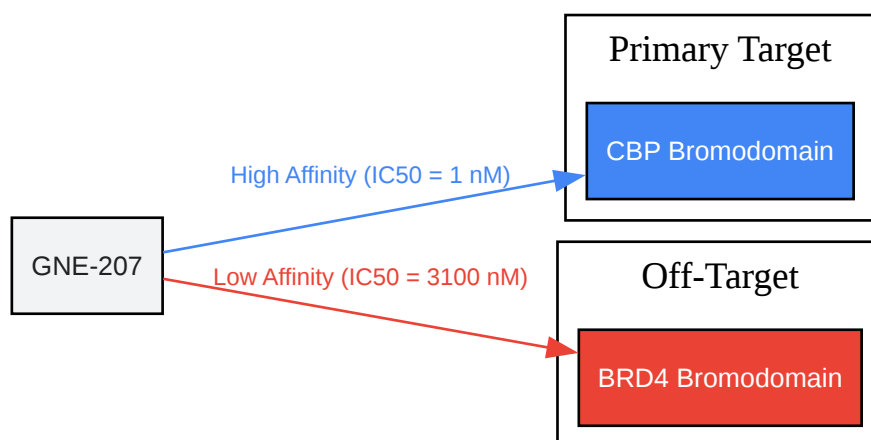 Primary Target
CBP Bromodomain
High Affinity (IC50 = 1 nM)
GNE-207
Low Affinity (IC50 = 3100 nM)
Off-Target
BRD4 Bromodomain